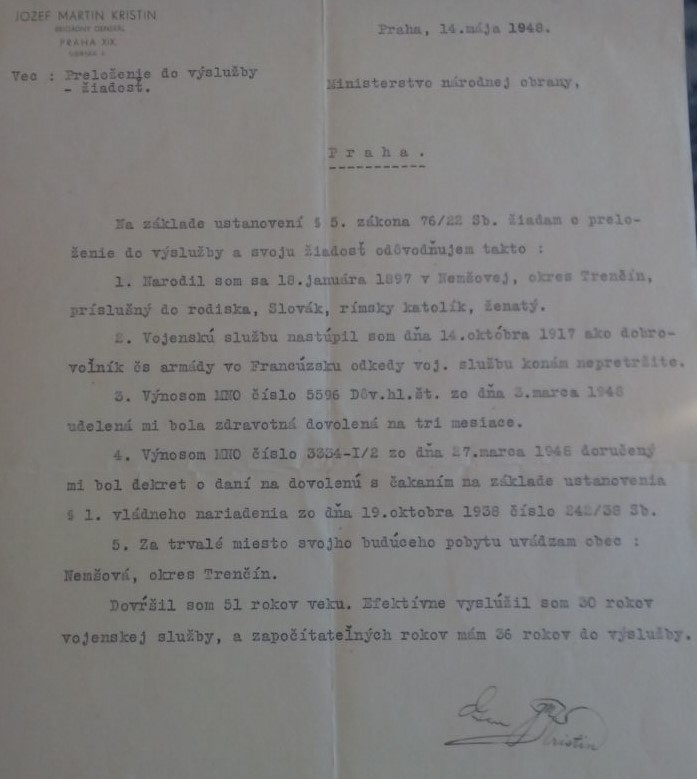 JOZEF MARTIN KRISTIN
BRIGÁDNY GENERÁL
PRAHA XIX.
Praha, 14.mája 1948.
Vec : Preloženie do výslužby
- žiadosť.
Ministerstvo národnej obrany,
P r a h a .
Na základe ustanovení § 5. zákona 76/22 Sb. žiadam o prelo-
ženie do výslužby a svoju žiadosť odôvodňujem takto :
1. Narodil som sa 18.januára 1897 v Nemšovej, okres Trenčín,
príslušný do rodiska, Slovák, rímsky katolík, ženatý.
2. Vojenskú službu nastúpil som dňa 14.októbra 1917 ako dobro-
voľník čs armády vo Francúzsku odkedy voj. službu konám nepretržite.
3. Výnosom MNO číslo 5596 Dôv.hl.št. zo dňa 3.marca 1948
udelená mi bola zdravotná dovolená na tri mesiace.
4. Výnosom MNO číslo 3334-I/2 zo dňa 27.marca 1948 doručený
mi bol dekret o daní na dovolenú s čakaním na základe ustanovenia
§ 1. vládneho nariadenia zo dňa 19.oktobra 1938 číslo 242/38 Sb.
5. Za trvalé miesto svojho budúceho pobytu uvádzam obec :
Nemšová, okres Trenčín.
Dovŕšil som 51 rokov veku. Efektívne vyslúžil som 30 rokov
vojenskej služby, a započítateľných rokov mám 36 rokov do výslužby.
Kristin